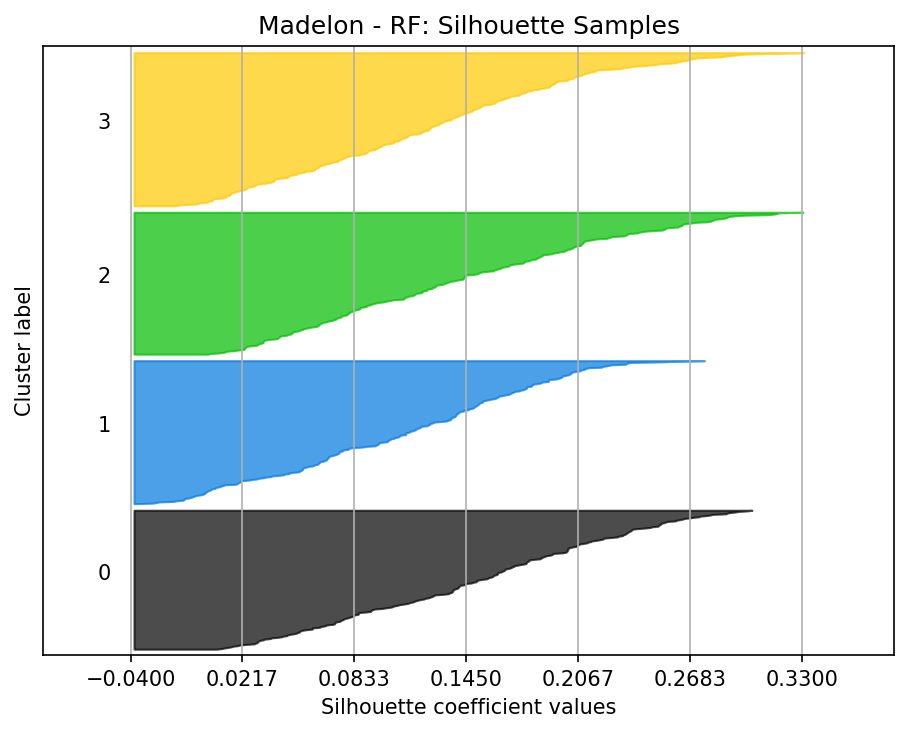 Madelon - RF: Silhouette Samples
3
2
1
0
Cluster label
−0.0400 0.0217 0.0833 0.1450 0.2067 0.2683 0.3300
Silhouette coefficient values